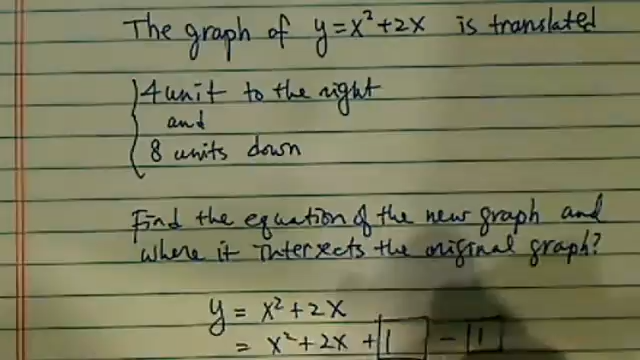 The graph of y=x²+2x is translated
4 unit to the right
and
8 units down
Find the equation of the new graph and
where it intersects the original graph?
y = x²+2x
= x²+2x + 1 - 1